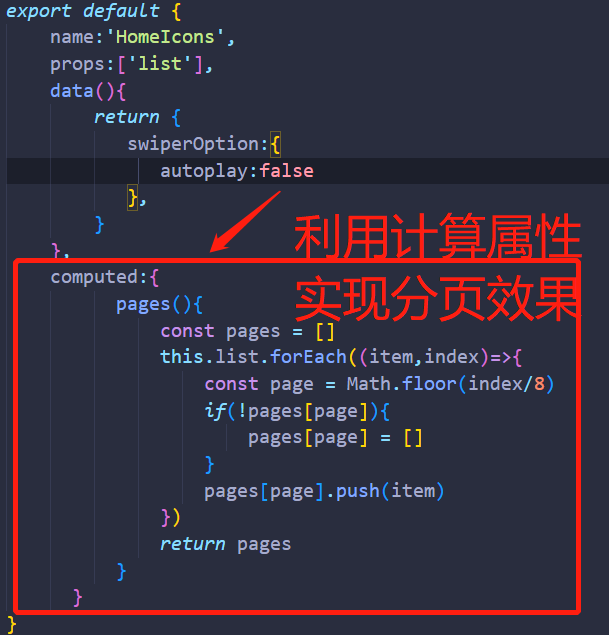 export default {
name:'HomeIcons',
props:['list'],
data(){
return {
swiperOption:{
autoplay:false
},
}
},
利用计算属性
实现分页效果
computed:{
pages(){
const pages = []
this.list.forEach((item,index)=>{
const page = Math.floor(index/8)
if(!pages[page]){
pages[page] = []
}
pages[page].push(item)
})
return pages
}
}
}